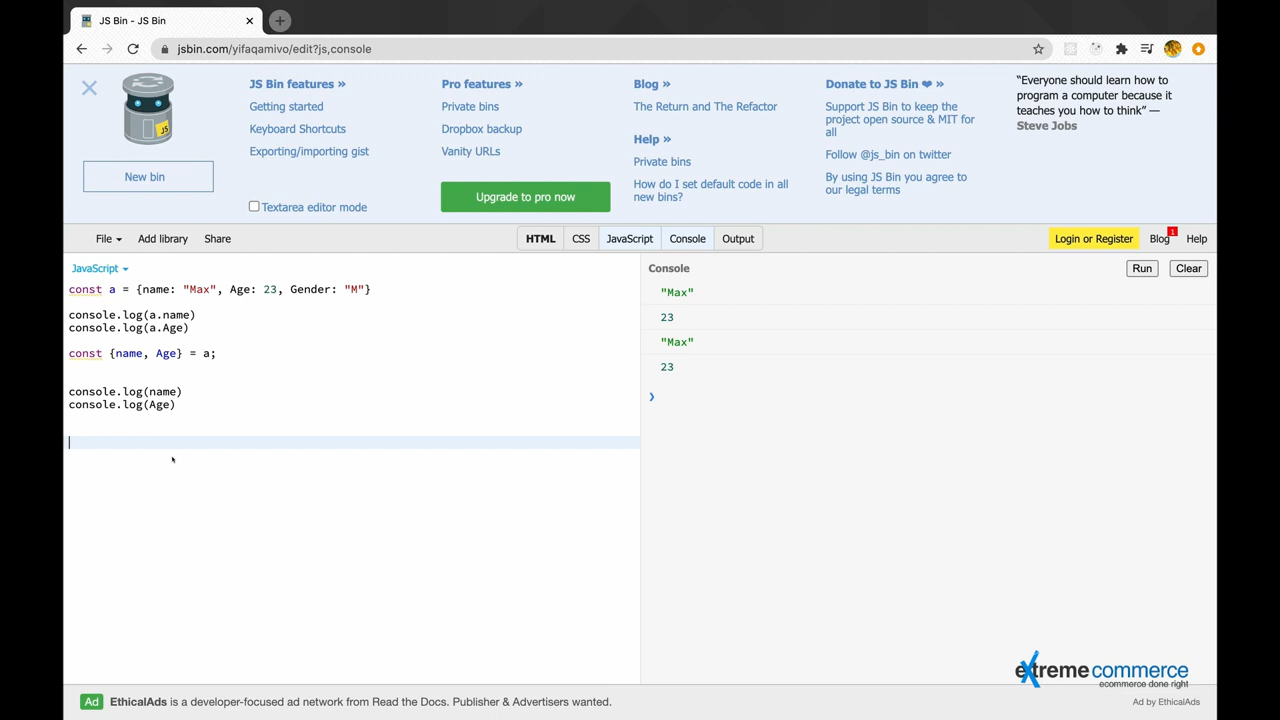 JS Bin - JS Bin
jsbin.com/yifaqamivo/edit?js,console
JS Bin features »
Getting started
Keyboard Shortcuts
Exporting/importing gist
Textarea editor mode
JS
New bin
Pro features »
Private bins
Dropbox backup
Vanity URLs
Upgrade to pro now
Blog »
The Return and The Refactor
Help »
Private bins
How do I set default code in all
new bins?
Donate to JS Bin ❤ »
Support JS Bin to keep the
project open source & MIT for
all
Follow @js_bin on twitter
By using JS Bin you agree to
our legal terms
“Everyone should learn how to
program a computer because it
teaches you how to think” —
Steve Jobs
File Add library Share HTML CSS JavaScript Console Output Login or Register Blog 1 Help
JavaScript
const a = {name: "Max", Age: 23, Gender: "M"}
console.log(a.name)
console.log(a.Age)
const {name, Age} = a;
console.log(name)
console.log(Age)
Console Run Clear
"Max"
23
"Max"
23
extreme commerce
ecommerce done right
Ad EthicalAds is a developer-focused ad network from Read the Docs. Publisher & Advertisers wanted. Ad by EthicalAds